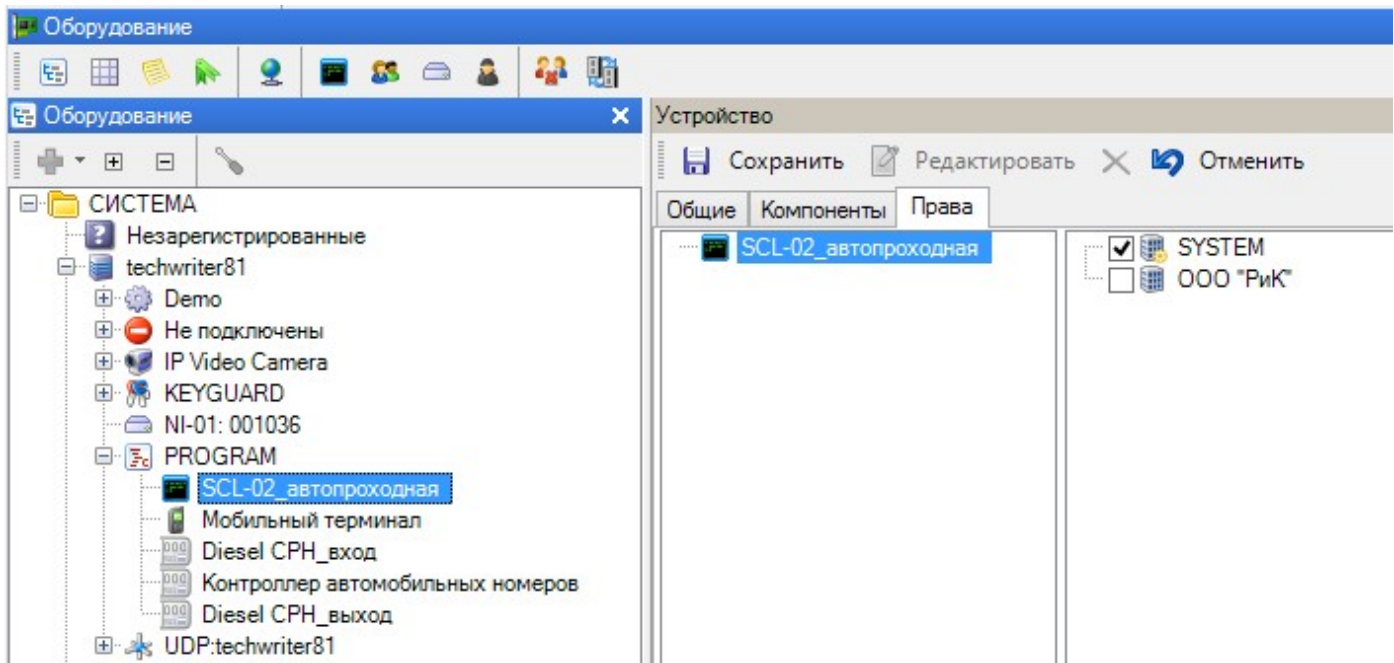 Оборудование
Оборудование
Устройство
Сохранить Редактировать Отменить
Общие Компоненты Права
СИСТЕМА
Незарегистрированные
techwriter81
Demo
Не подключены
IP Video Camera
KEYGUARD
NI-01: 001036
PROGRAM
SCL-02_автопроходная
Мобильный терминал
Diesel СРН_вход
Контроллер автомобильных номеров
Diesel СРН_выход
UDP:techwriter81
SCL-02_автопроходная
SYSTEM
ООО "РиК"